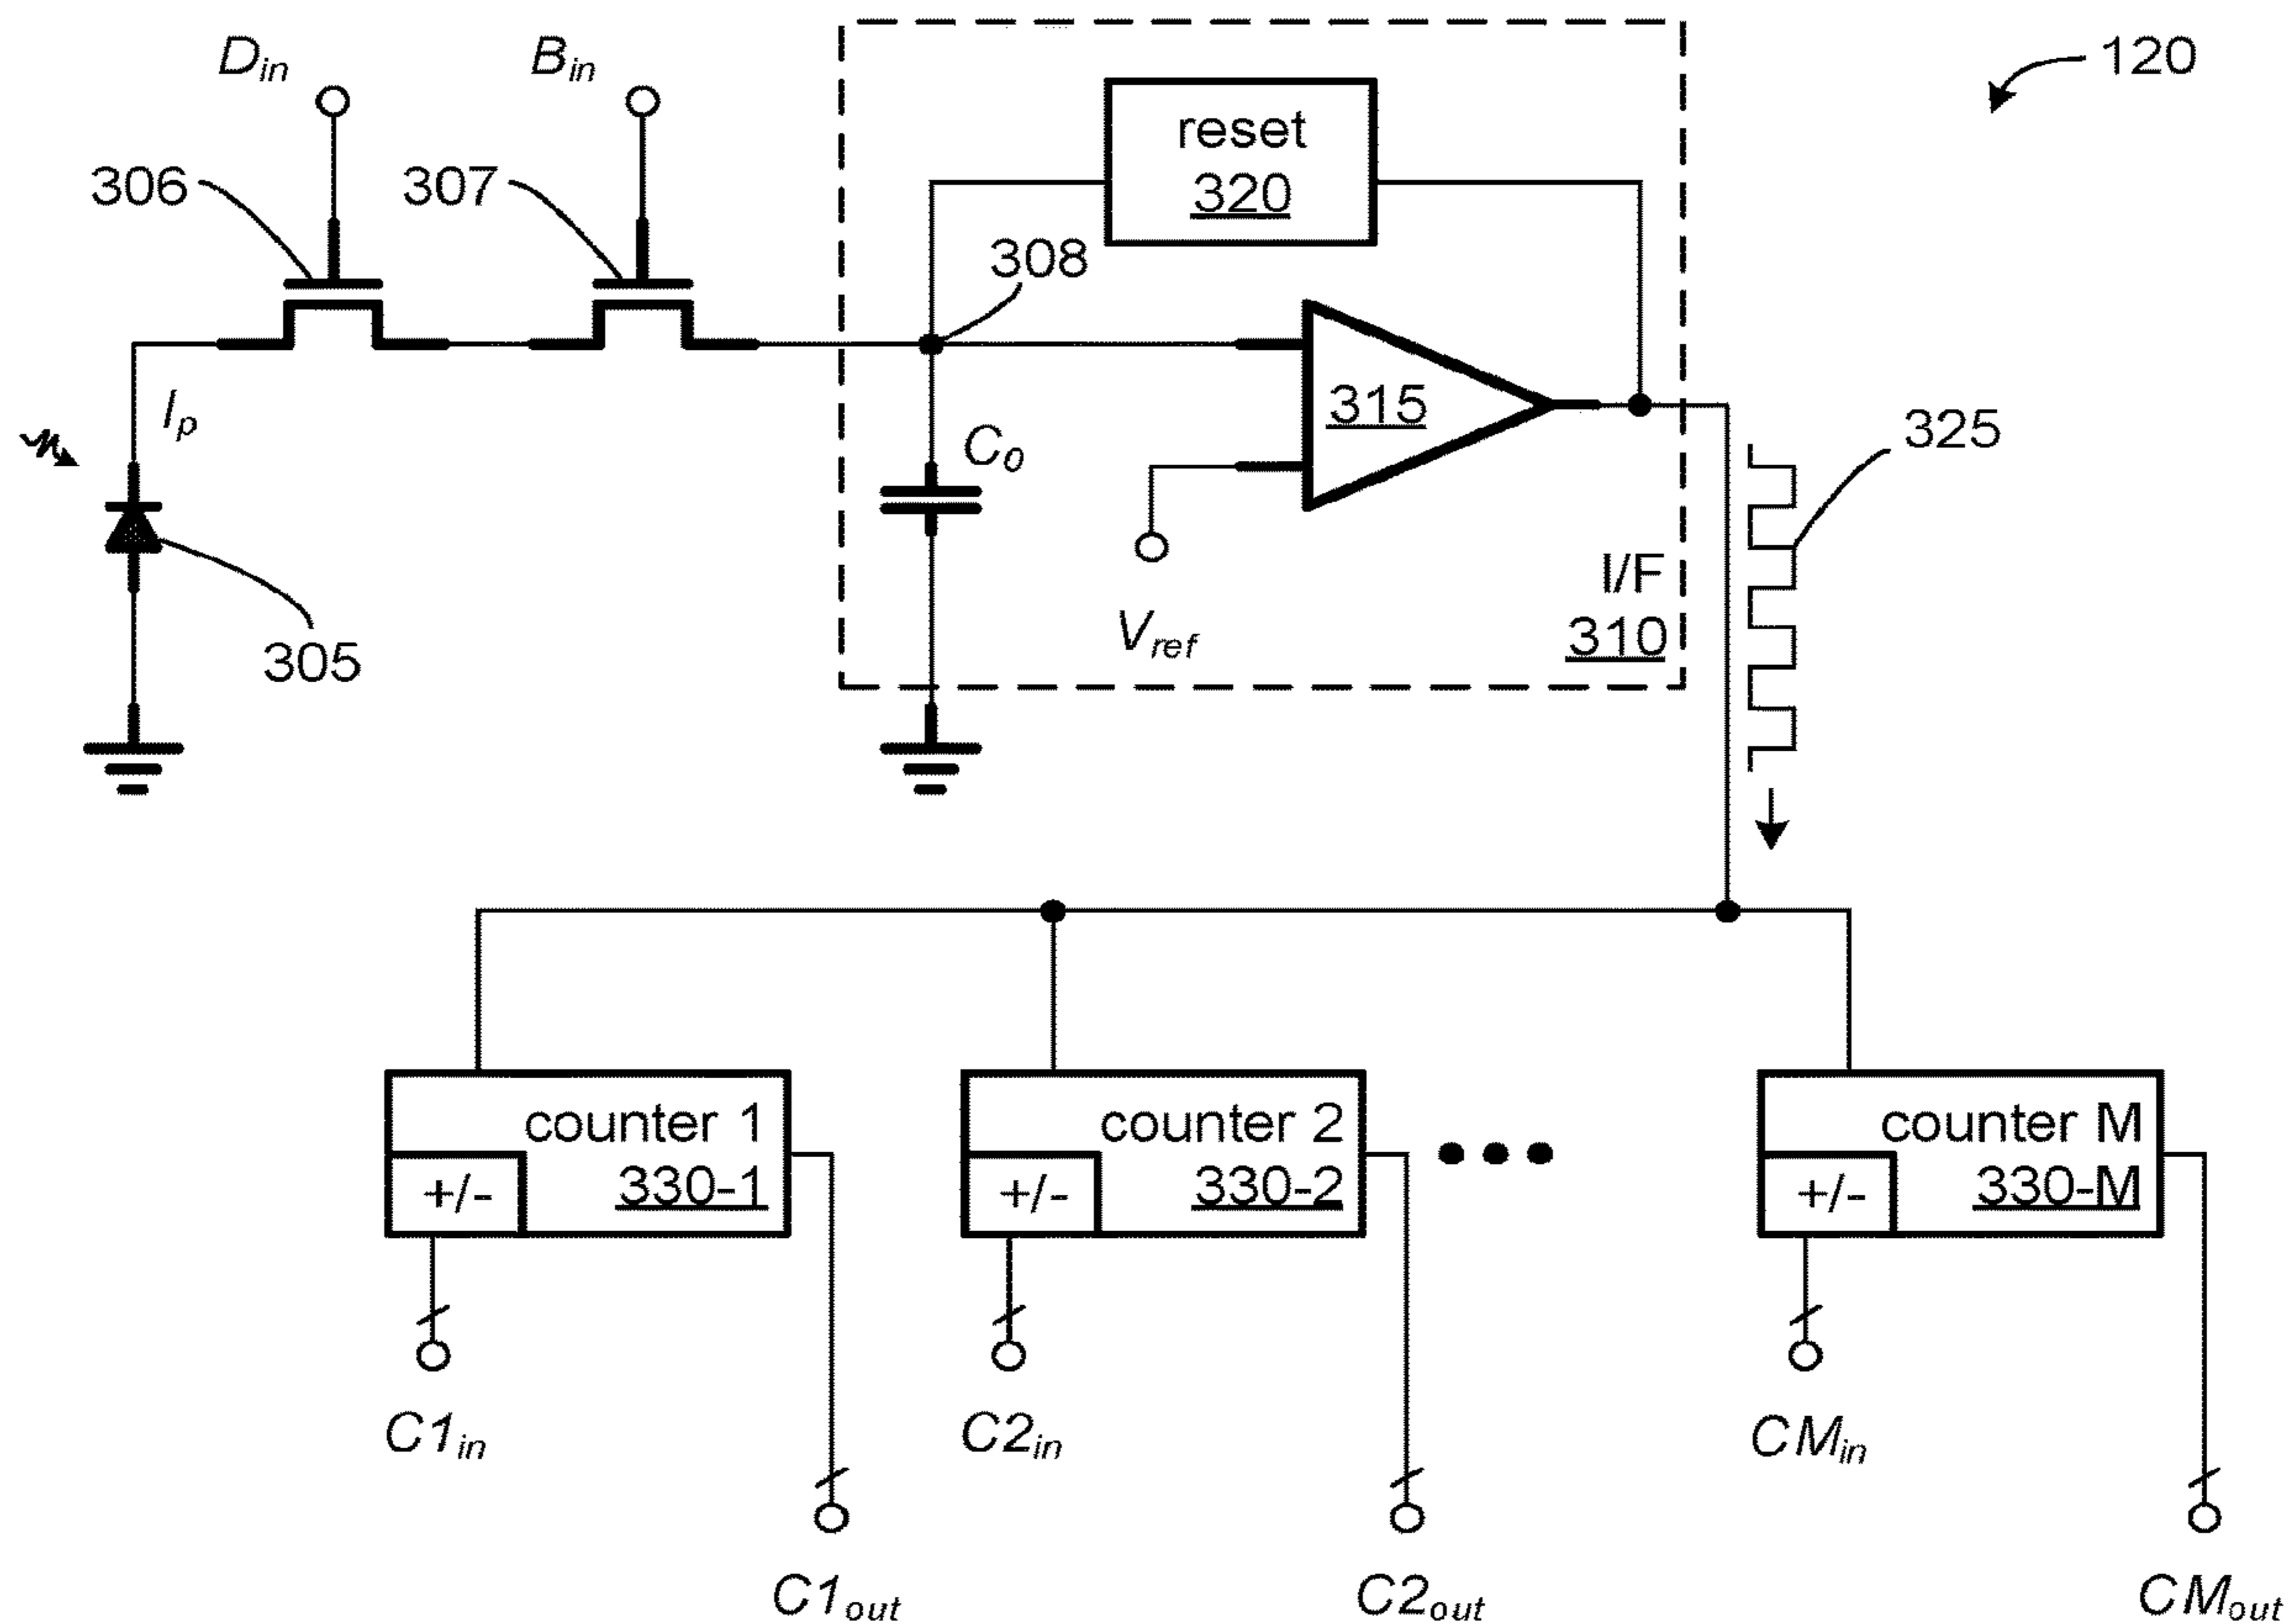 D_in
B_in
120
reset
320
306
307
308
I_p
C_0
315
325
V_ref
I/F
310
305
counter 1
330-1
+/-
counter 2
330-2
+/-
counter M
330-M
+/-
C1_in
C2_in
CM_in
C1_out
C2_out
CM_out